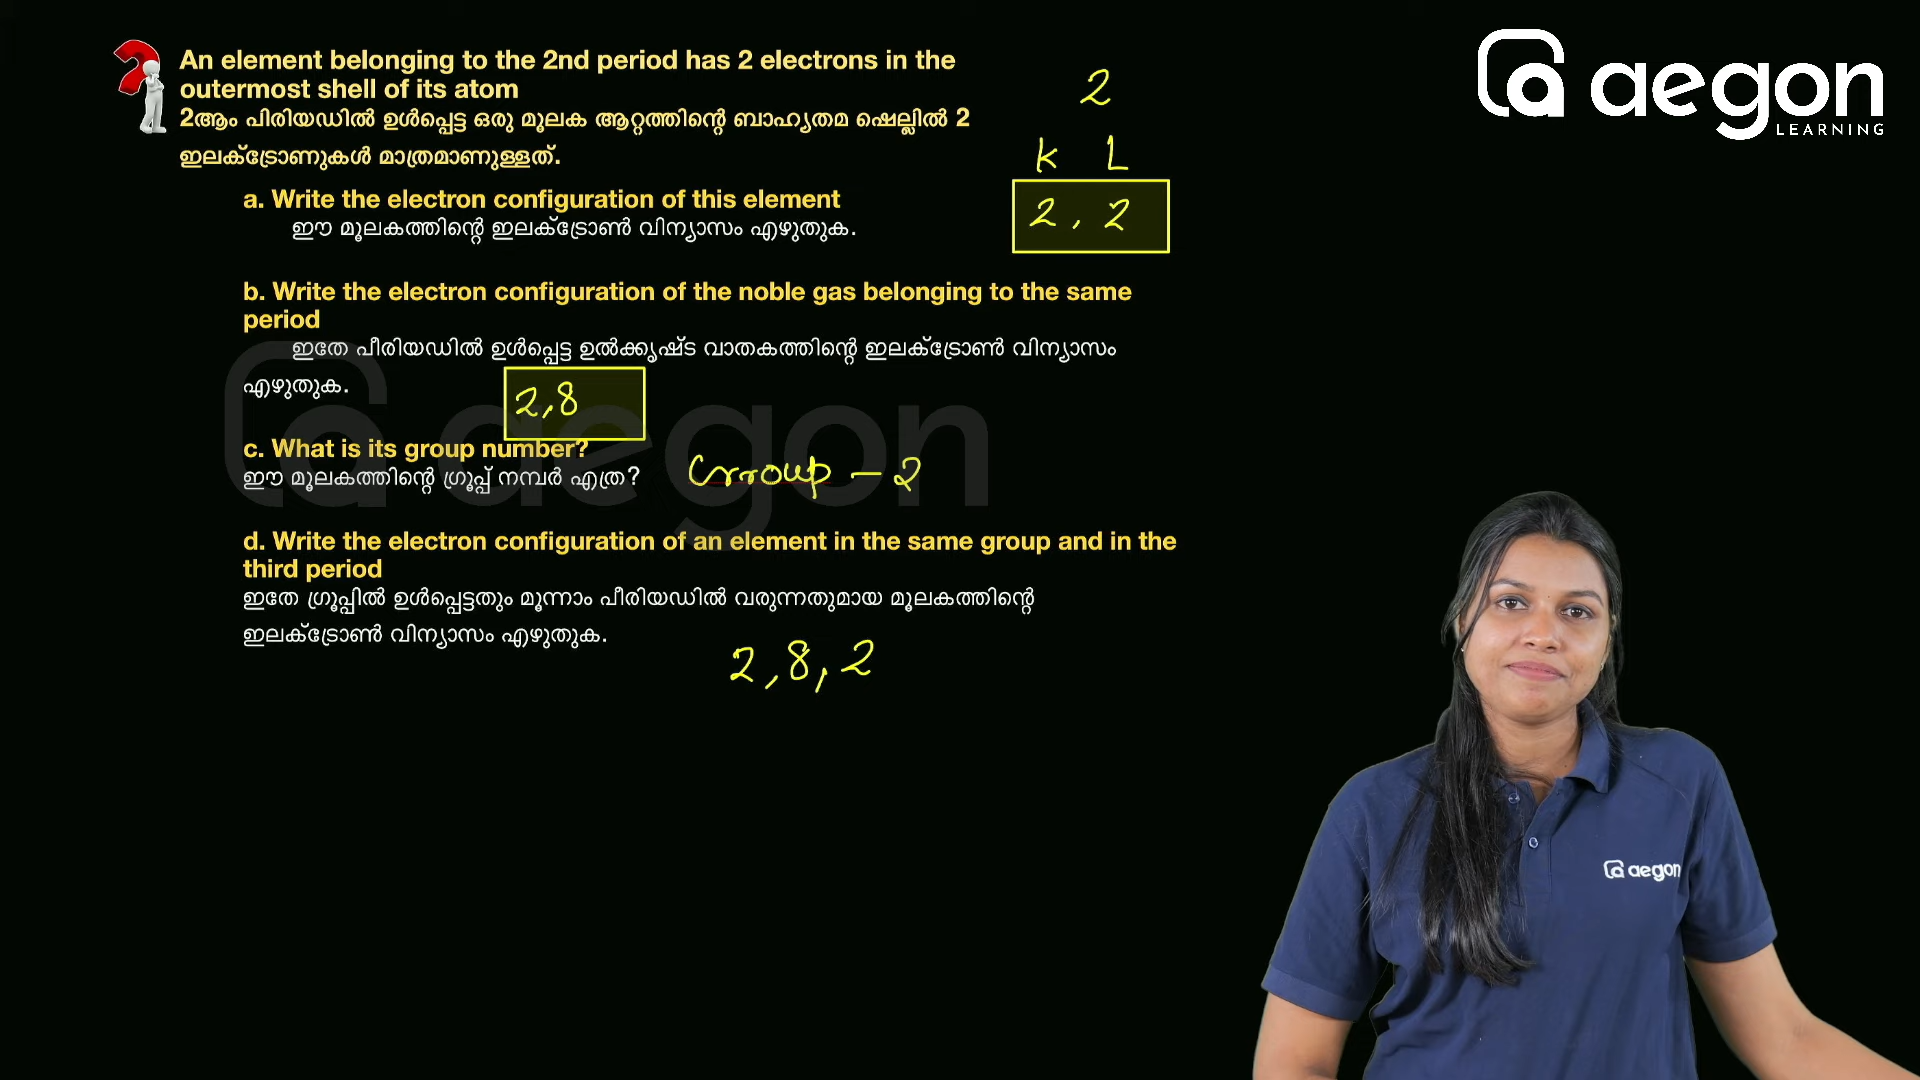 An element belonging to the 2nd period has 2 electrons in the
outermost shell of its atom
2ആം പിരിയഡിൽ ഉൾപ്പെട്ട ഒരു മൂലക ആറ്റത്തിന്റെ ബാഹ്യതമ ഷെല്ലിൽ 2
ഇലക്ട്രോണുകൾ മാത്രമാണുള്ളത്.
2
K L
2, 2
a. Write the electron configuration of this element
ഈ മൂലകത്തിന്റെ ഇലക്ട്രോൺ വിന്യാസം എഴുതുക.
b. Write the electron configuration of the noble gas belonging to the same
period
ഇതേ പീരിയഡിൽ ഉൾപ്പെട്ട ഉൽക്കൃഷ്ട വാതകത്തിന്റെ ഇലക്ട്രോൺ വിന്യാസം
എഴുതുക.
2,8
c. What is its group number?
ഈ മൂലകത്തിന്റെ ഗ്രൂപ്പ് നമ്പർ എത്ര?
Group - 2
d. Write the electron configuration of an element in the same group and in the
third period
ഇതേ ഗ്രൂപ്പിൽ ഉൾപ്പെട്ടതും മൂന്നാം പീരിയഡിൽ വരുന്നതുമായ മൂലകത്തിന്റെ
ഇലക്ട്രോൺ വിന്യാസം എഴുതുക.
2,8,2
aegon
LEARNING
aegon
aegon